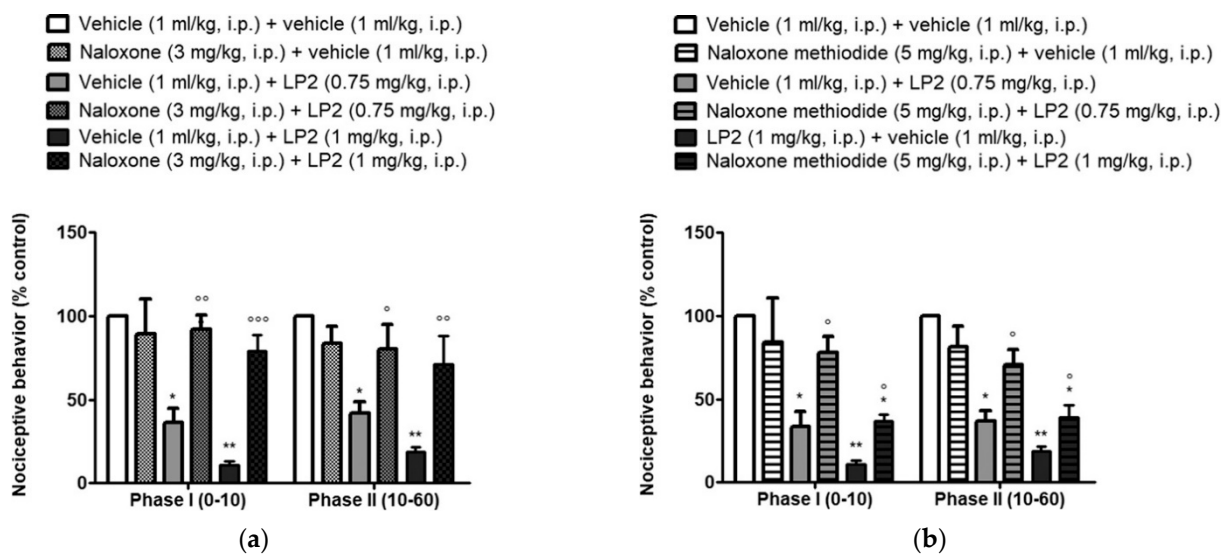 Vehicle (1 ml/kg, i.p.) + vehicle (1 ml/kg, i.p.)
Naloxone (3 mg/kg, i.p.) + vehicle (1 ml/kg, i.p.)
Vehicle (1 ml/kg, i.p.) + LP2 (0.75 mg/kg, i.p.)
Naloxone (3 mg/kg, i.p.) + LP2 (0.75 mg/kg, i.p.)
Vehicle (1 ml/kg, i.p.) + LP2 (1 mg/kg, i.p.)
Naloxone (3 mg/kg, i.p.) + LP2 (1 mg/kg, i.p.)
Nociceptive behavior (% control)
150
100
50
0
°°
°°°
°
°°
*
**
*
**
Phase I (0-10)
Phase II (10-60)
(a)
Vehicle (1 ml/kg, i.p.) + vehicle (1 ml/kg, i.p.)
Naloxone methiodide (5 mg/kg, i.p.) + vehicle (1 ml/kg, i.p.)
Vehicle (1 ml/kg, i.p.) + LP2 (0.75 mg/kg, i.p.)
Naloxone methiodide (5 mg/kg, i.p.) + LP2 (0.75 mg/kg, i.p.)
LP2 (1 mg/kg, i.p.) + vehicle (1 ml/kg, i.p.)
Naloxone methiodide (5 mg/kg, i.p.) + LP2 (1 mg/kg, i.p.)
Nociceptive behavior (% control)
150
100
50
0
°
°
°
°
*
**
*
*
**
*
Phase I (0-10)
Phase II (10-60)
(b)